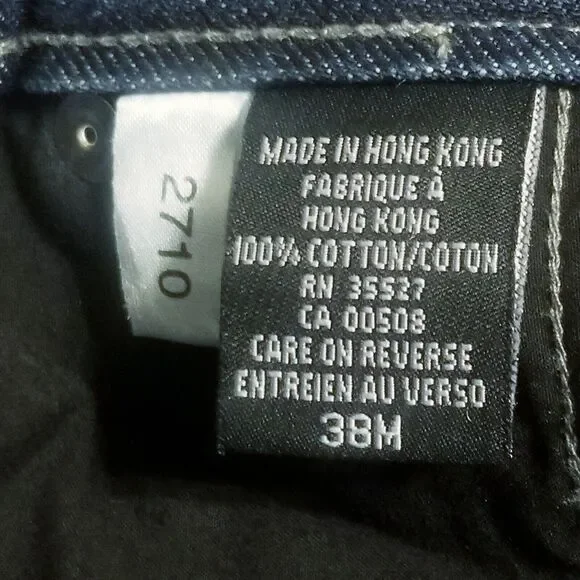 2710
MADE IN HONG KONG
FABRIQUE À
HONG KONG
100% COTTON/COTON
RN 35527
CA 00508
CARE ON REVERSE
ENTREIEN AU VERSO
38M